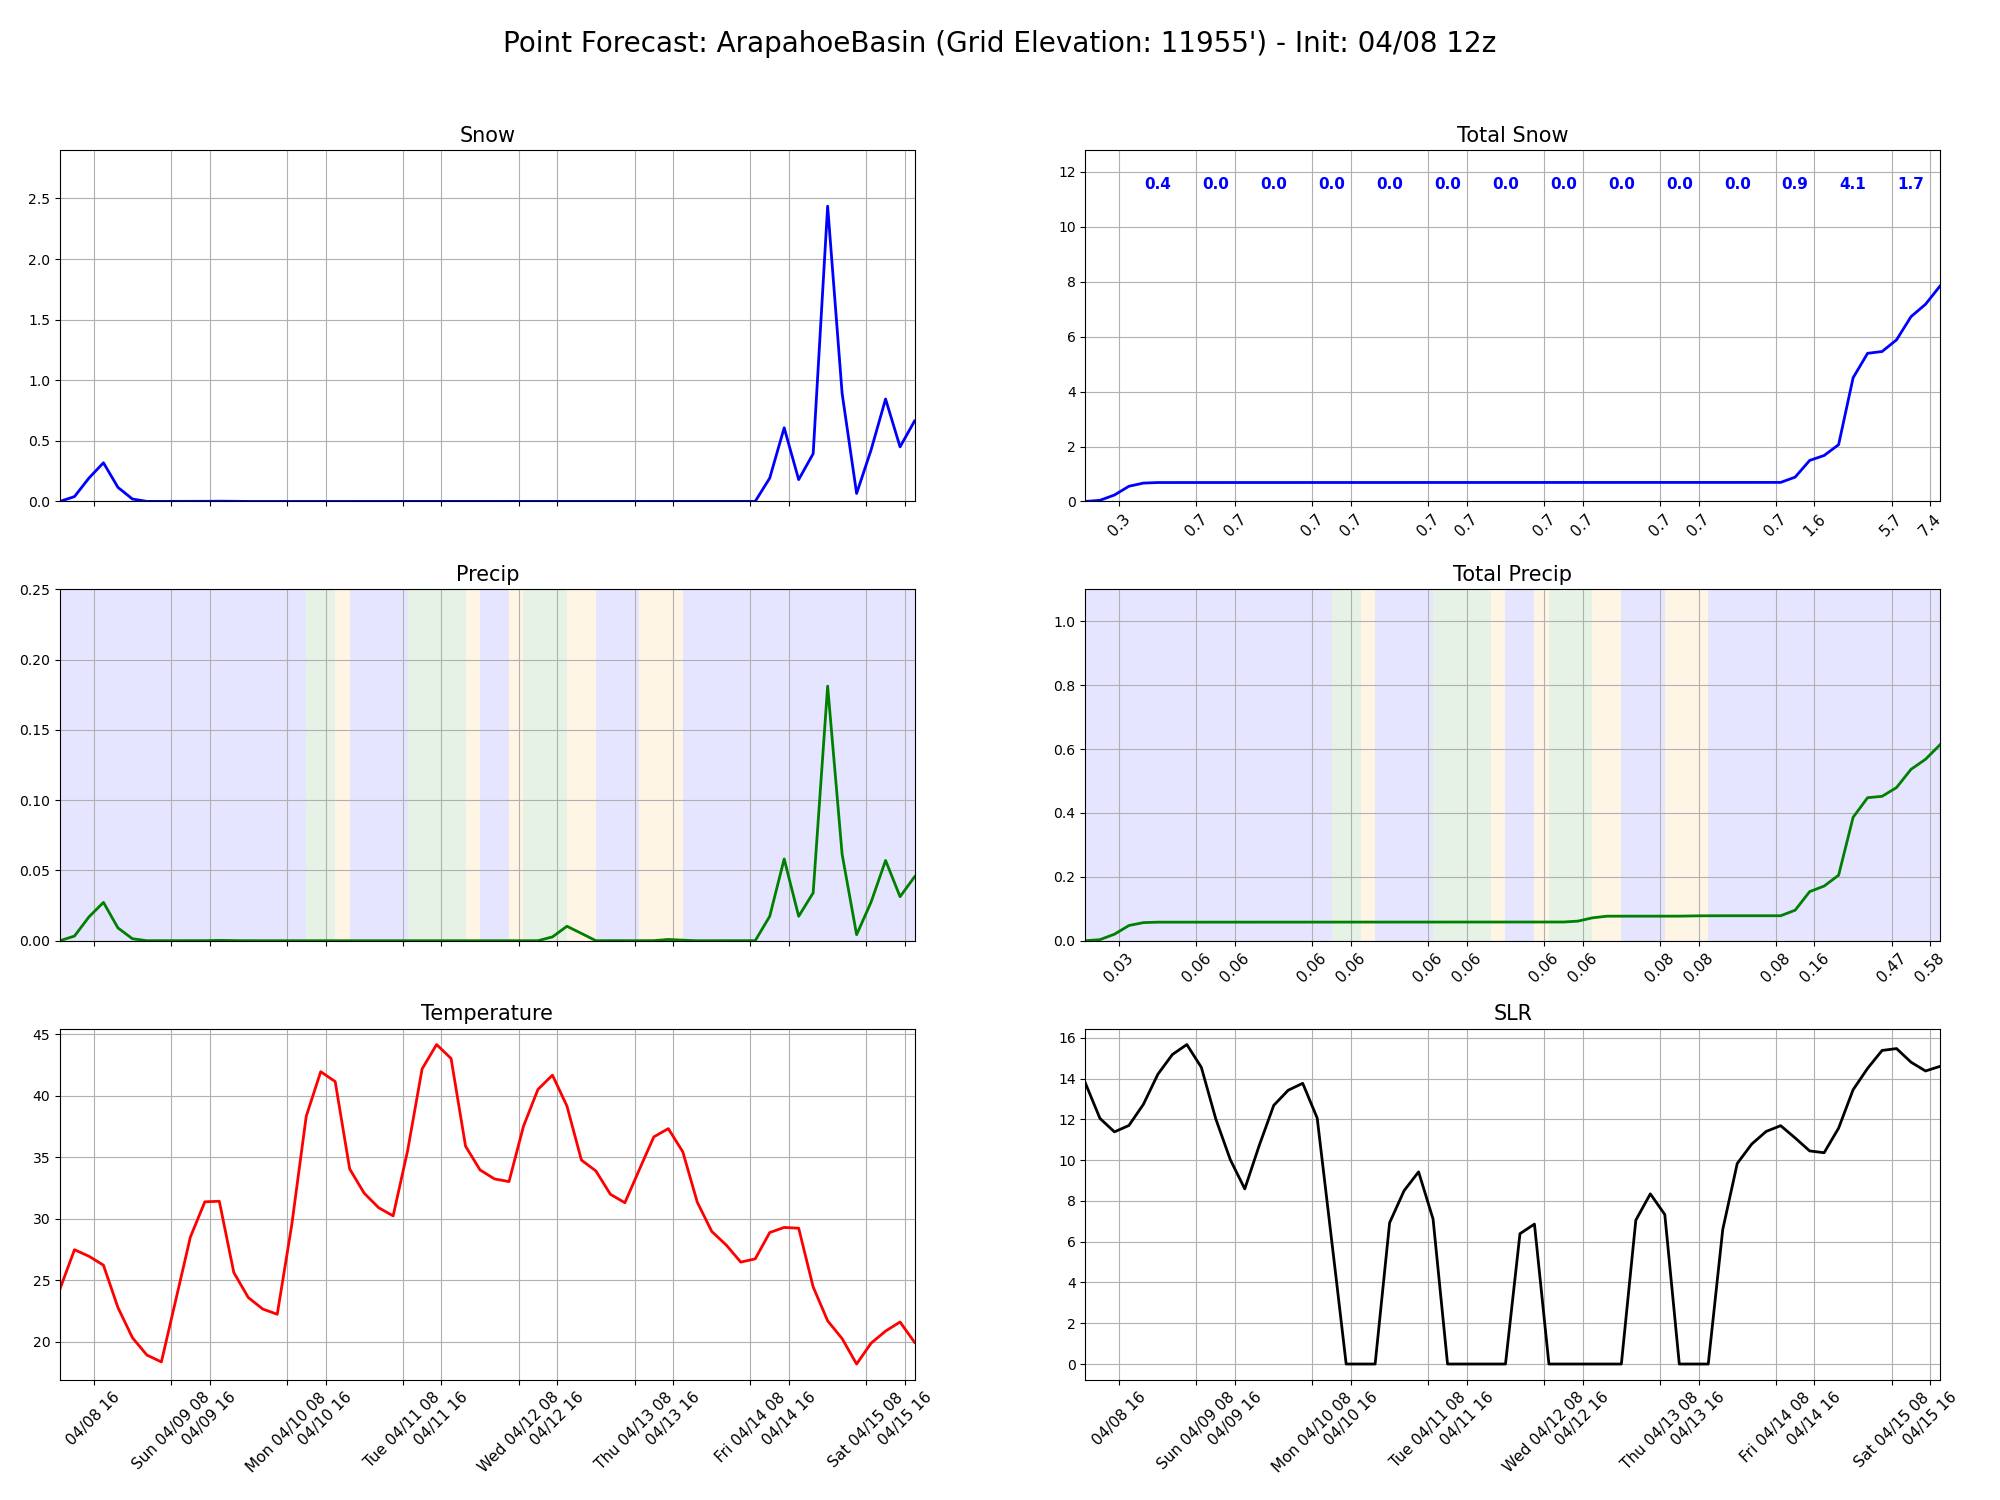 Point Forecast: ArapahoeBasin (Grid Elevation: 11955') - Init: 04/08 12z
Snow
2.5
2.0
1.5
1.0
0.5
0.0
Total Snow
12
10
8
6
4
2
0
0.4 0.0 0.0 0.0 0.0 0.0 0.0 0.0 0.0 0.0 0.0 0.9 4.1 1.7
0.3 0.7 0.7 0.7 0.7 0.7 0.7 0.7 0.7 0.7 0.7 0.7 1.6 5.7 7.4
Precip
0.25
0.20
0.15
0.10
0.05
0.00
Total Precip
1.0
0.8
0.6
0.4
0.2
0.0
0.03 0.06 0.06 0.06 0.06 0.06 0.06 0.06 0.06 0.08 0.08 0.08 0.16 0.47 0.58
Temperature
45
40
35
30
25
20
04/08 16
Sun 04/09 08
04/09 16
Mon 04/10 08
04/10 16
Tue 04/11 08
04/11 16
Wed 04/12 08
04/12 16
Thu 04/13 08
04/13 16
Fri 04/14 08
04/14 16
Sat 04/15 08
04/15 16
SLR
16
14
12
10
8
6
4
2
0
04/08 16
Sun 04/09 08
04/09 16
Mon 04/10 08
04/10 16
Tue 04/11 08
04/11 16
Wed 04/12 08
04/12 16
Thu 04/13 08
04/13 16
Fri 04/14 08
04/14 16
Sat 04/15 08
04/15 16